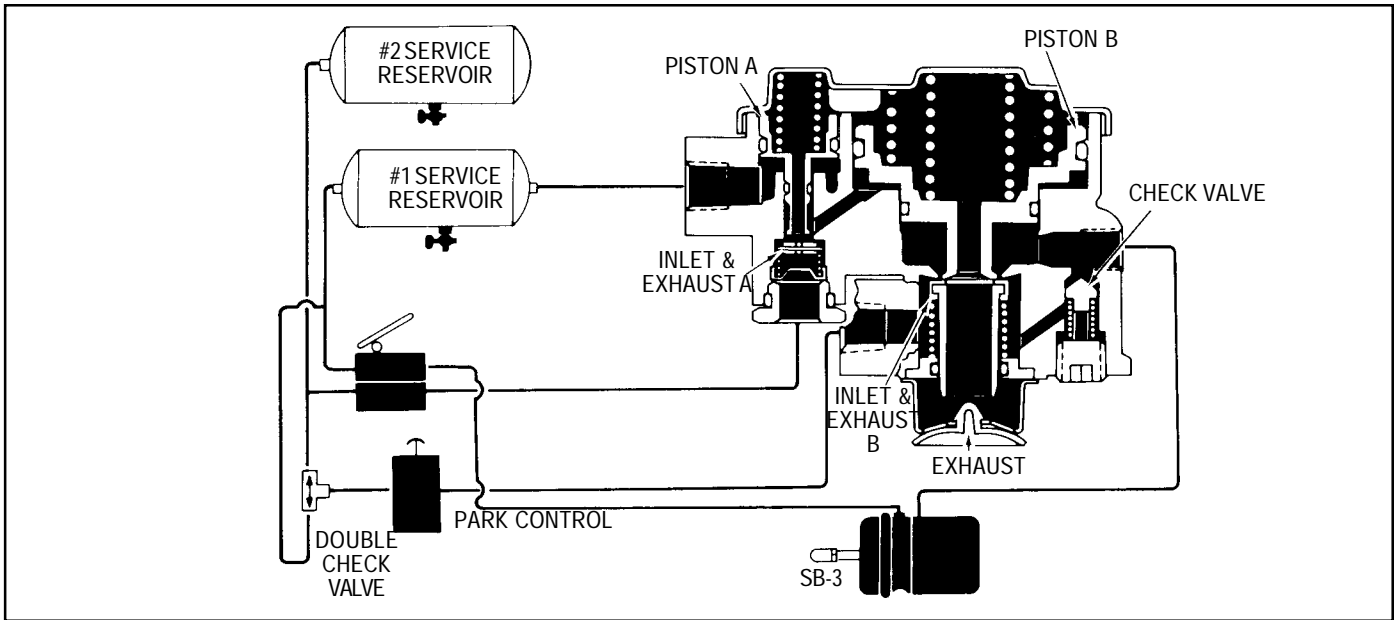 #2 SERVICE
RESERVOIR
PISTON A
PISTON B
#1 SERVICE
RESERVOIR
CHECK VALVE
INLET &
EXHAUST A
INLET &
EXHAUST
B
EXHAUST
PARK CONTROL
DOUBLE
CHECK
VALVE
SB-3